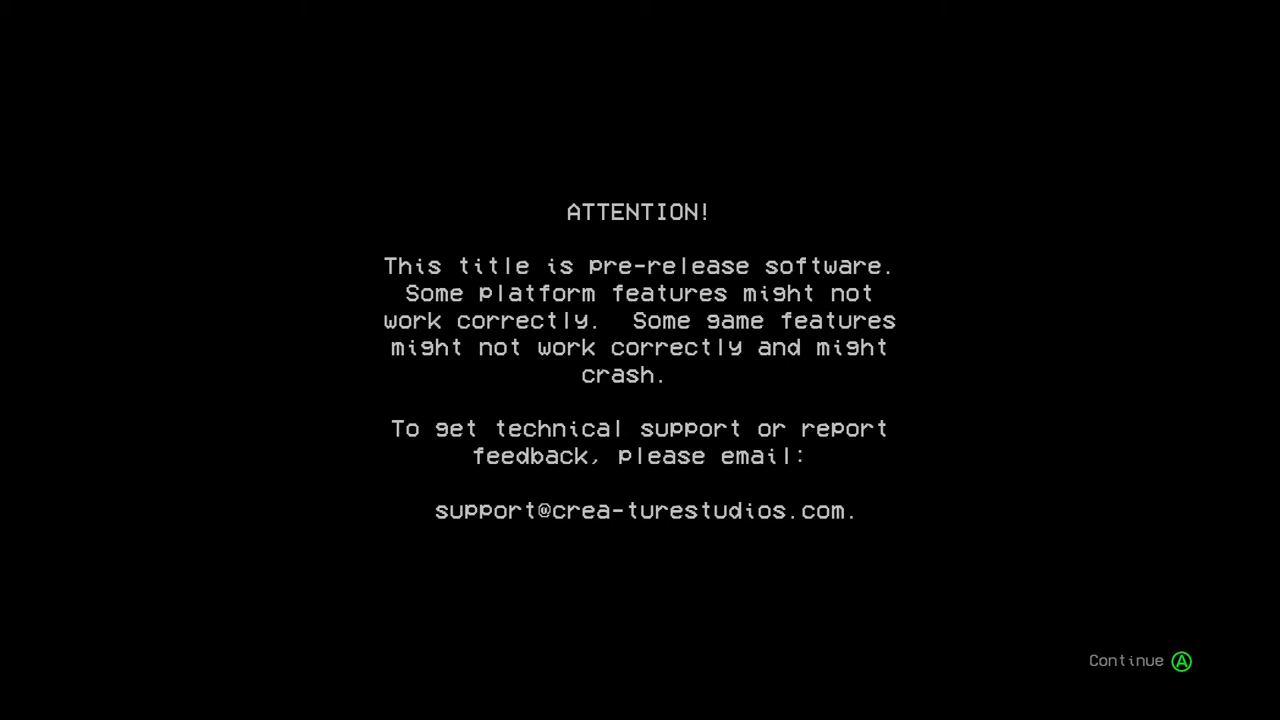 ATTENTION!
This title is pre-release software.
Some platform features might not
work correctly.  Some game features
might not work correctly and might
crash.
To get technical support or report
feedback, please email:
support@crea-turestudios.com.
Continue A